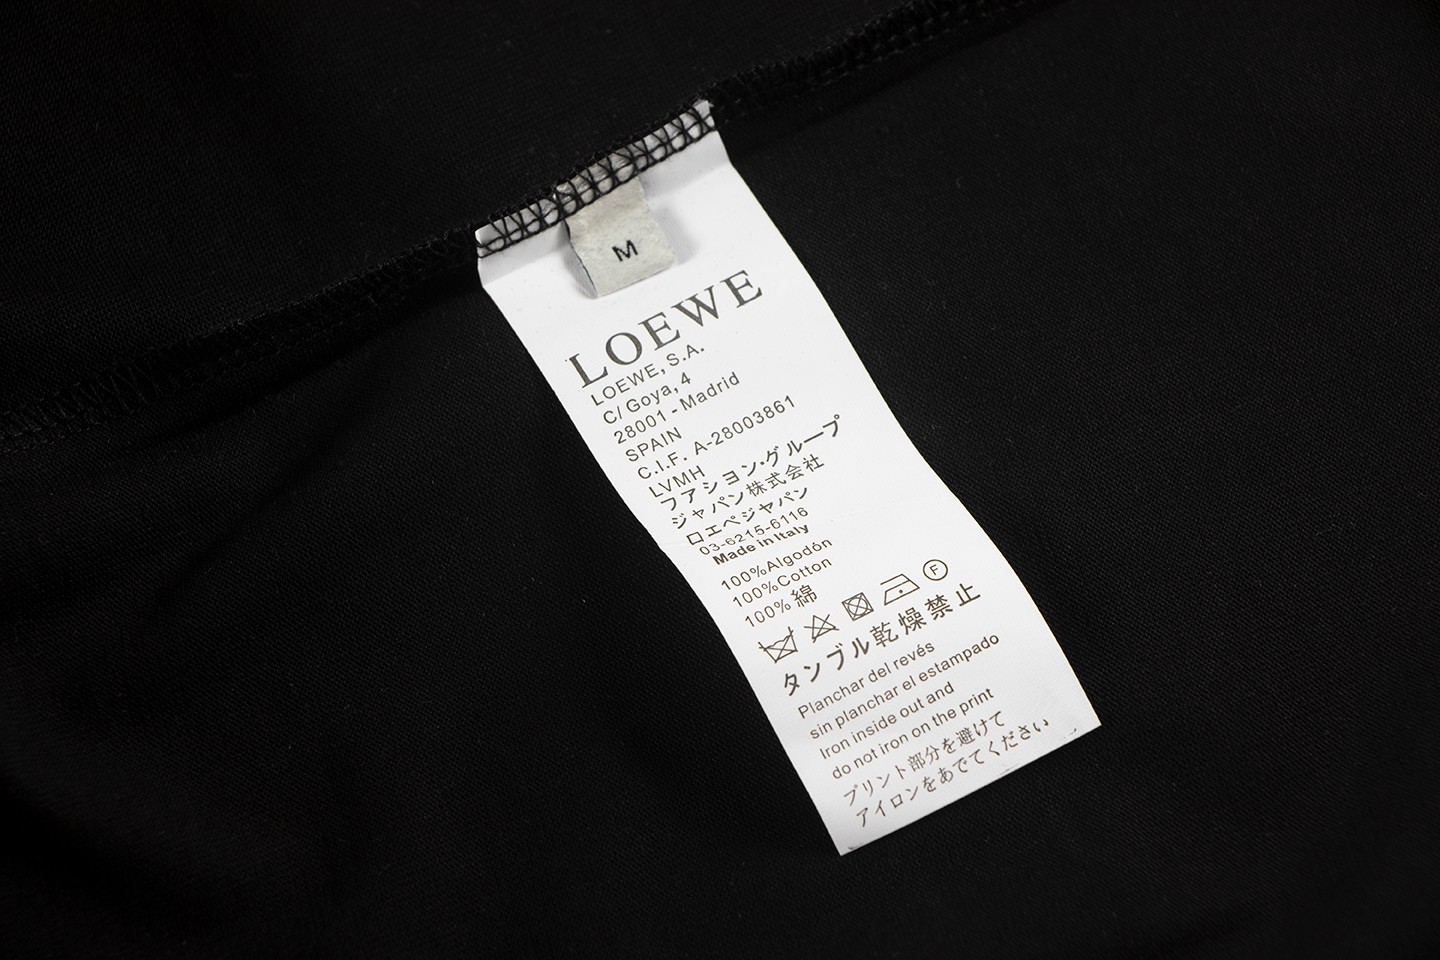 M
LOEWE
LOEWE, S.A.
C/ Goya, 4
28001 - Madrid
SPAIN
C.I.F. A-28003861
LVMH
ファション・グループ
ジャパン株式会社
ロエベジャパン
03-6215-6116
Made in Italy
100%Algodón
100%Cotton
100% 綿
F
タンブル乾燥禁止
Planchar del revés
sin planchar el estampado
Iron inside out and
do not iron on the print
プリント部分を避けて
アイロンをあでてください